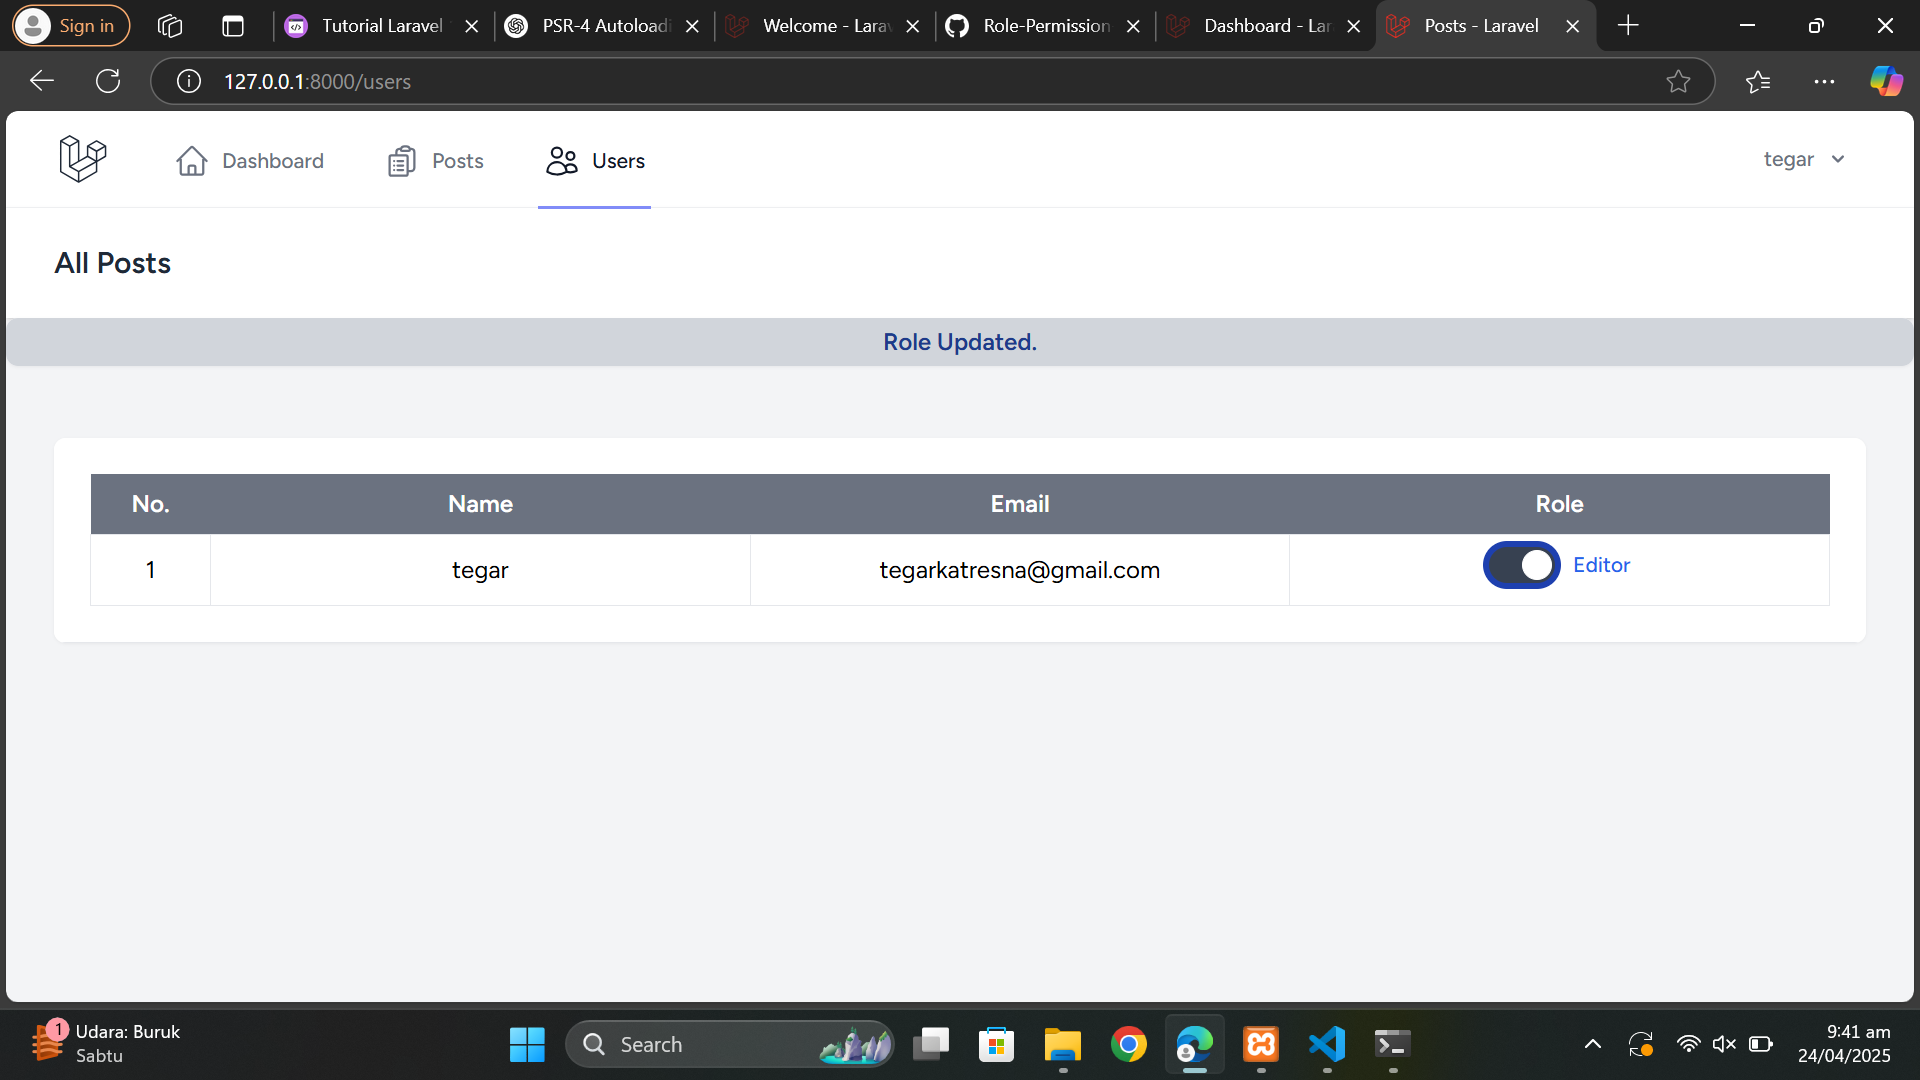 Sign in
Tutorial Laravel
PSR-4 Autoloadi
Welcome - Larav
Role-Permission
Dashboard - Lar
Posts - Laravel
127.0.0.1:8000/users
Dashboard
Posts
Users
tegar
All Posts
Role Updated.
No. Name Email Role
1 tegar tegarkatresna@gmail.com Editor
1
Udara: Buruk
Sabtu
Search
9:41 am
24/04/2025